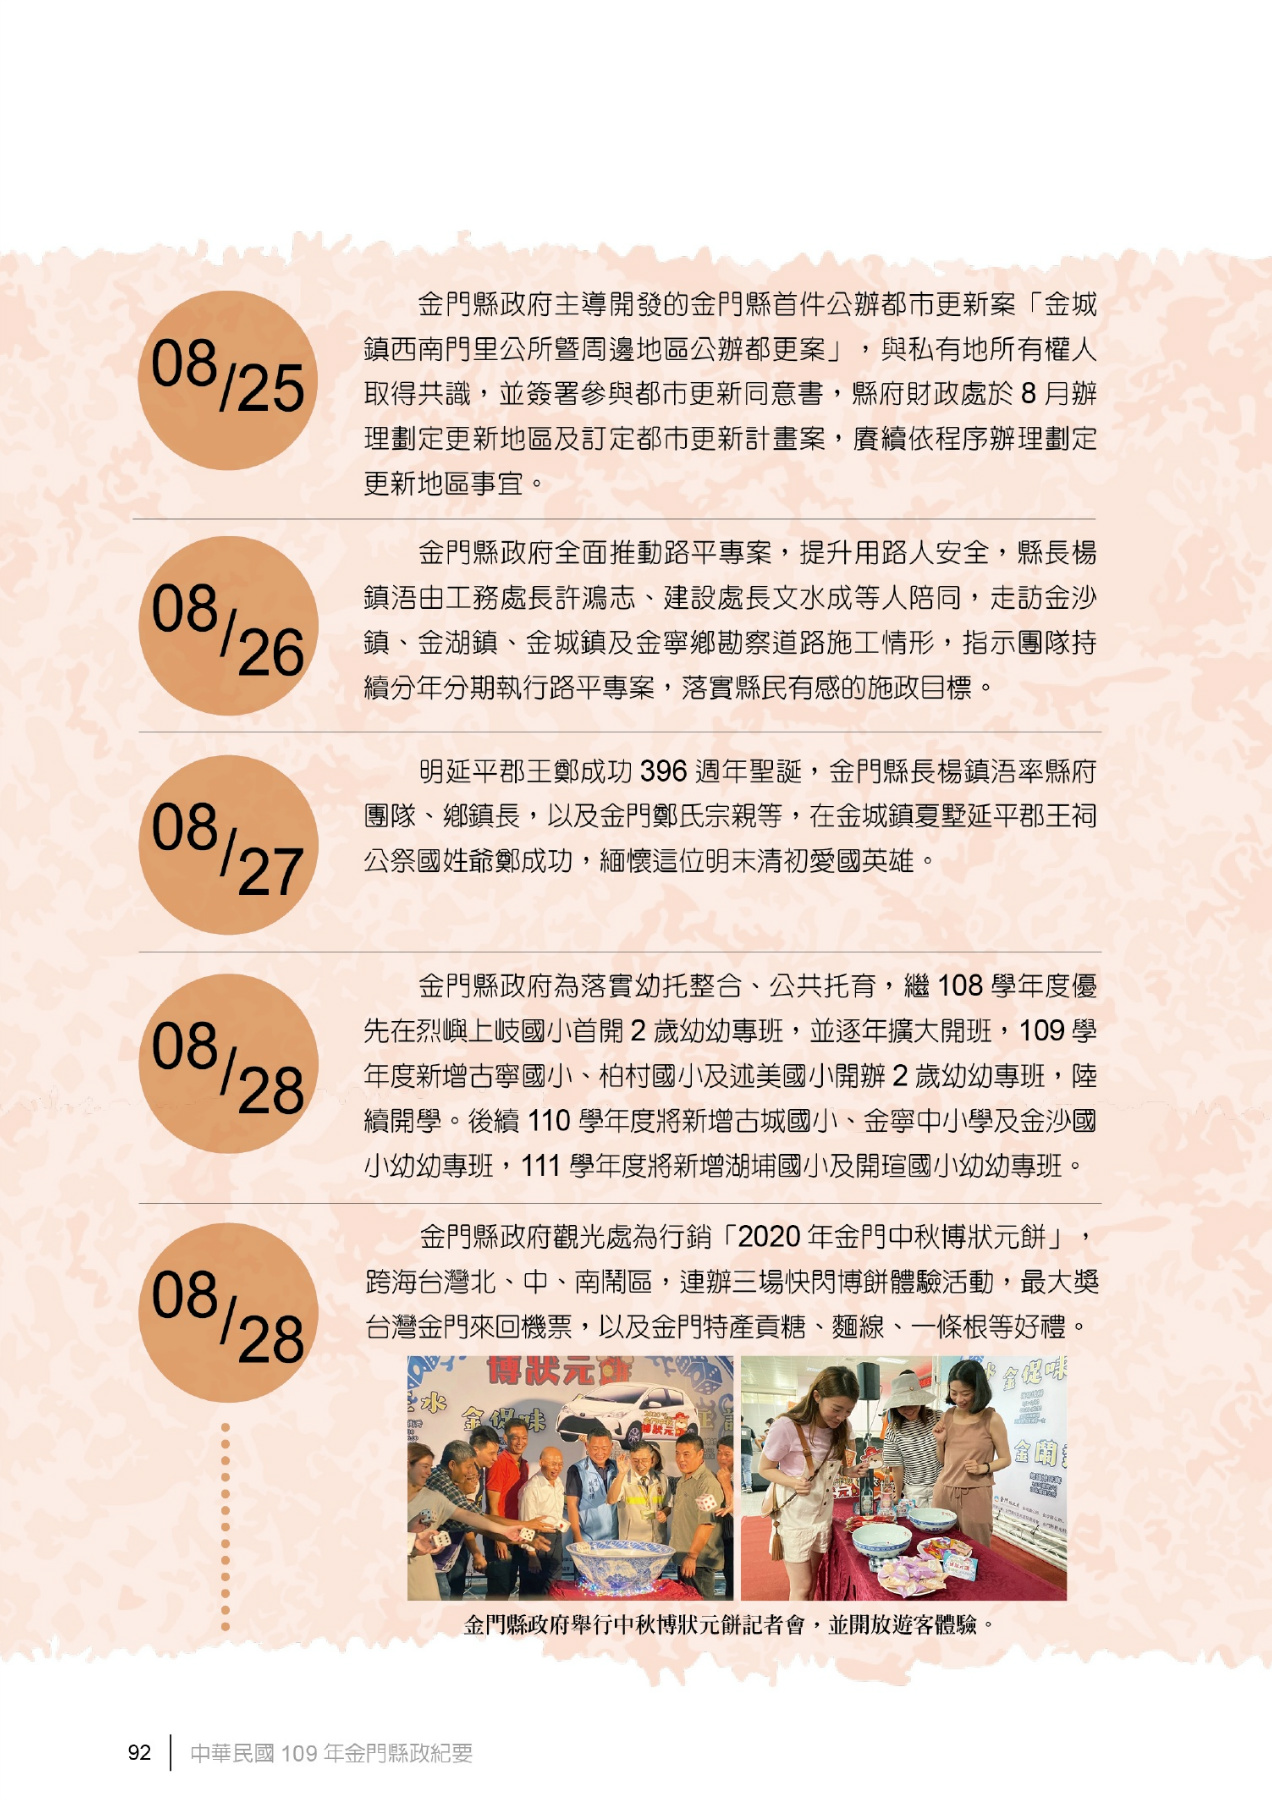 08/25
金門縣政府主導開發的金門縣首件公辦都市更新案「金城
鎮西南門里公所暨周邊地區公辦都更案」，與私有地所有權人
取得共識，並簽署參與都市更新同意書，縣府財政處於 8 月辦
理劃定更新地區及訂定都市更新計畫案，賡續依程序辦理劃定
更新地區事宜。
08/26
金門縣政府全面推動路平專案，提升用路人安全，縣長楊
鎮浯由工務處長許鴻志、建設處長文水成等人陪同，走訪金沙
鎮、金湖鎮、金城鎮及金寧鄉勘察道路施工情形，指示團隊持
續分年分期執行路平專案，落實縣民有感的施政目標。
08/27
明延平郡王鄭成功 396 週年聖誕，金門縣長楊鎮浯率縣府
團隊、鄉鎮長，以及金門鄭氏宗親等，在金城鎮夏墅延平郡王祠
公祭國姓爺鄭成功，緬懷這位明末清初愛國英雄。
08/28
金門縣政府為落實幼托整合、公共托育，繼 108 學年度優
先在烈嶼上岐國小首開 2 歲幼幼專班，並逐年擴大開班，109 學
年度新增古寧國小、柏村國小及述美國小開辦 2 歲幼幼專班，陸
續開學。後續 110 學年度將新增古城國小、金寧中小學及金沙國
小幼幼專班，111 學年度將新增湖埔國小及開瑄國小幼幼專班。
08/28
金門縣政府觀光處為行銷「2020 年金門中秋博狀元餅」，
跨海台灣北、中、南鬧區，連辦三場快閃博餅體驗活動，最大獎
台灣金門來回機票，以及金門特產貢糖、麵線、一條根等好禮。
博狀元餅
水 金促味
博狀元
金促味
金鬧
金門縣政府舉行中秋博狀元餅記者會，並開放遊客體驗。
92
中華民國 109 年金門縣政紀要